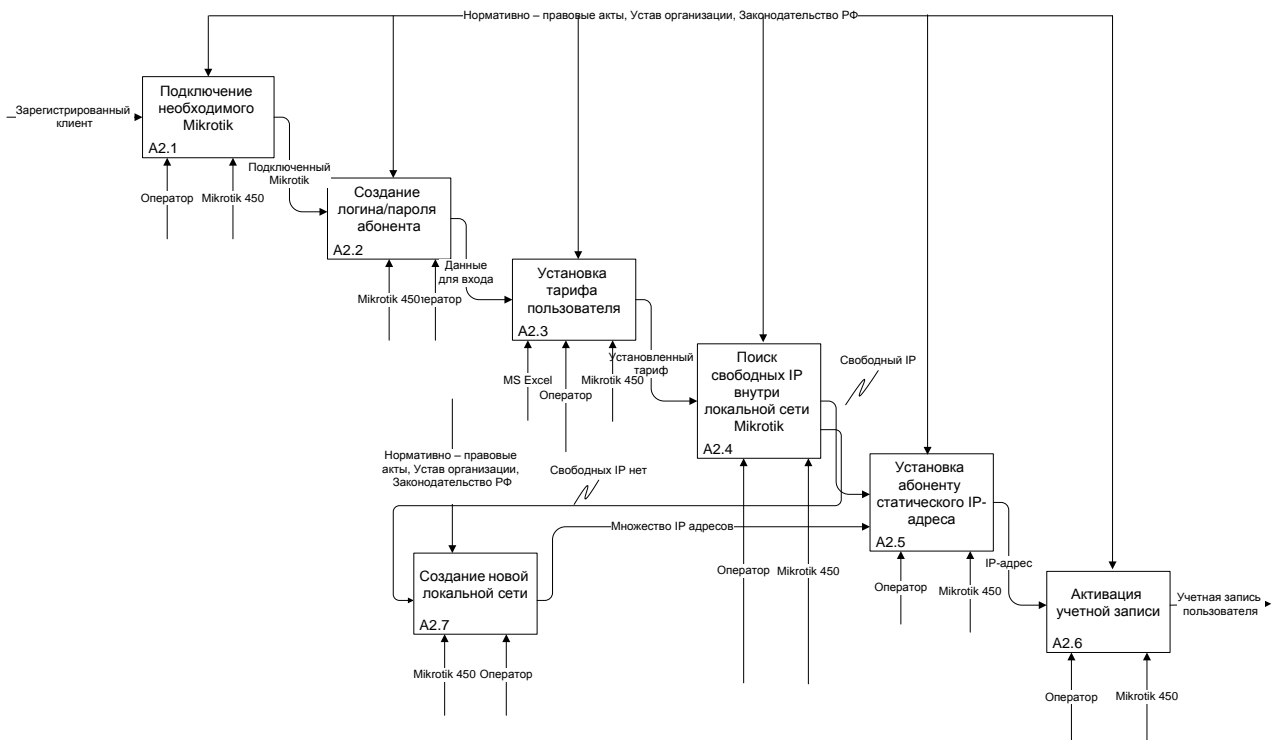 Нормативно – правовые акты, Устав организации, Законодательство РФ
Зарегистрированный
клиент
Подключение
необходимого
Mikrotik
A2.1
Оператор
Mikrotik 450
Подключенный
Mikrotik
Создание
логина/пароля
абонента
A2.2
Mikrotik 450
ератор
Данные
для входа
Установка
тарифа
пользователя
A2.3
MS Excel
Оператор
Mikrotik 450
Установленный
тариф
Поиск
свободных IP
внутри
локальной сети
Mikrotik
A2.4
Оператор
Mikrotik 450
Свободный IP
Свободных IP нет
Нормативно – правовые
акты, Устав организации,
Законодательство РФ
Создание новой
локальной сети
A2.7
Mikrotik 450
Оператор
Множество IP адресов
Установка
абоненту
статического IP-
адреса
A2.5
Оператор
Mikrotik 450
IP-адрес
Активация
учетной записи
A2.6
Оператор
Mikrotik 450
Учетная запись
пользователя